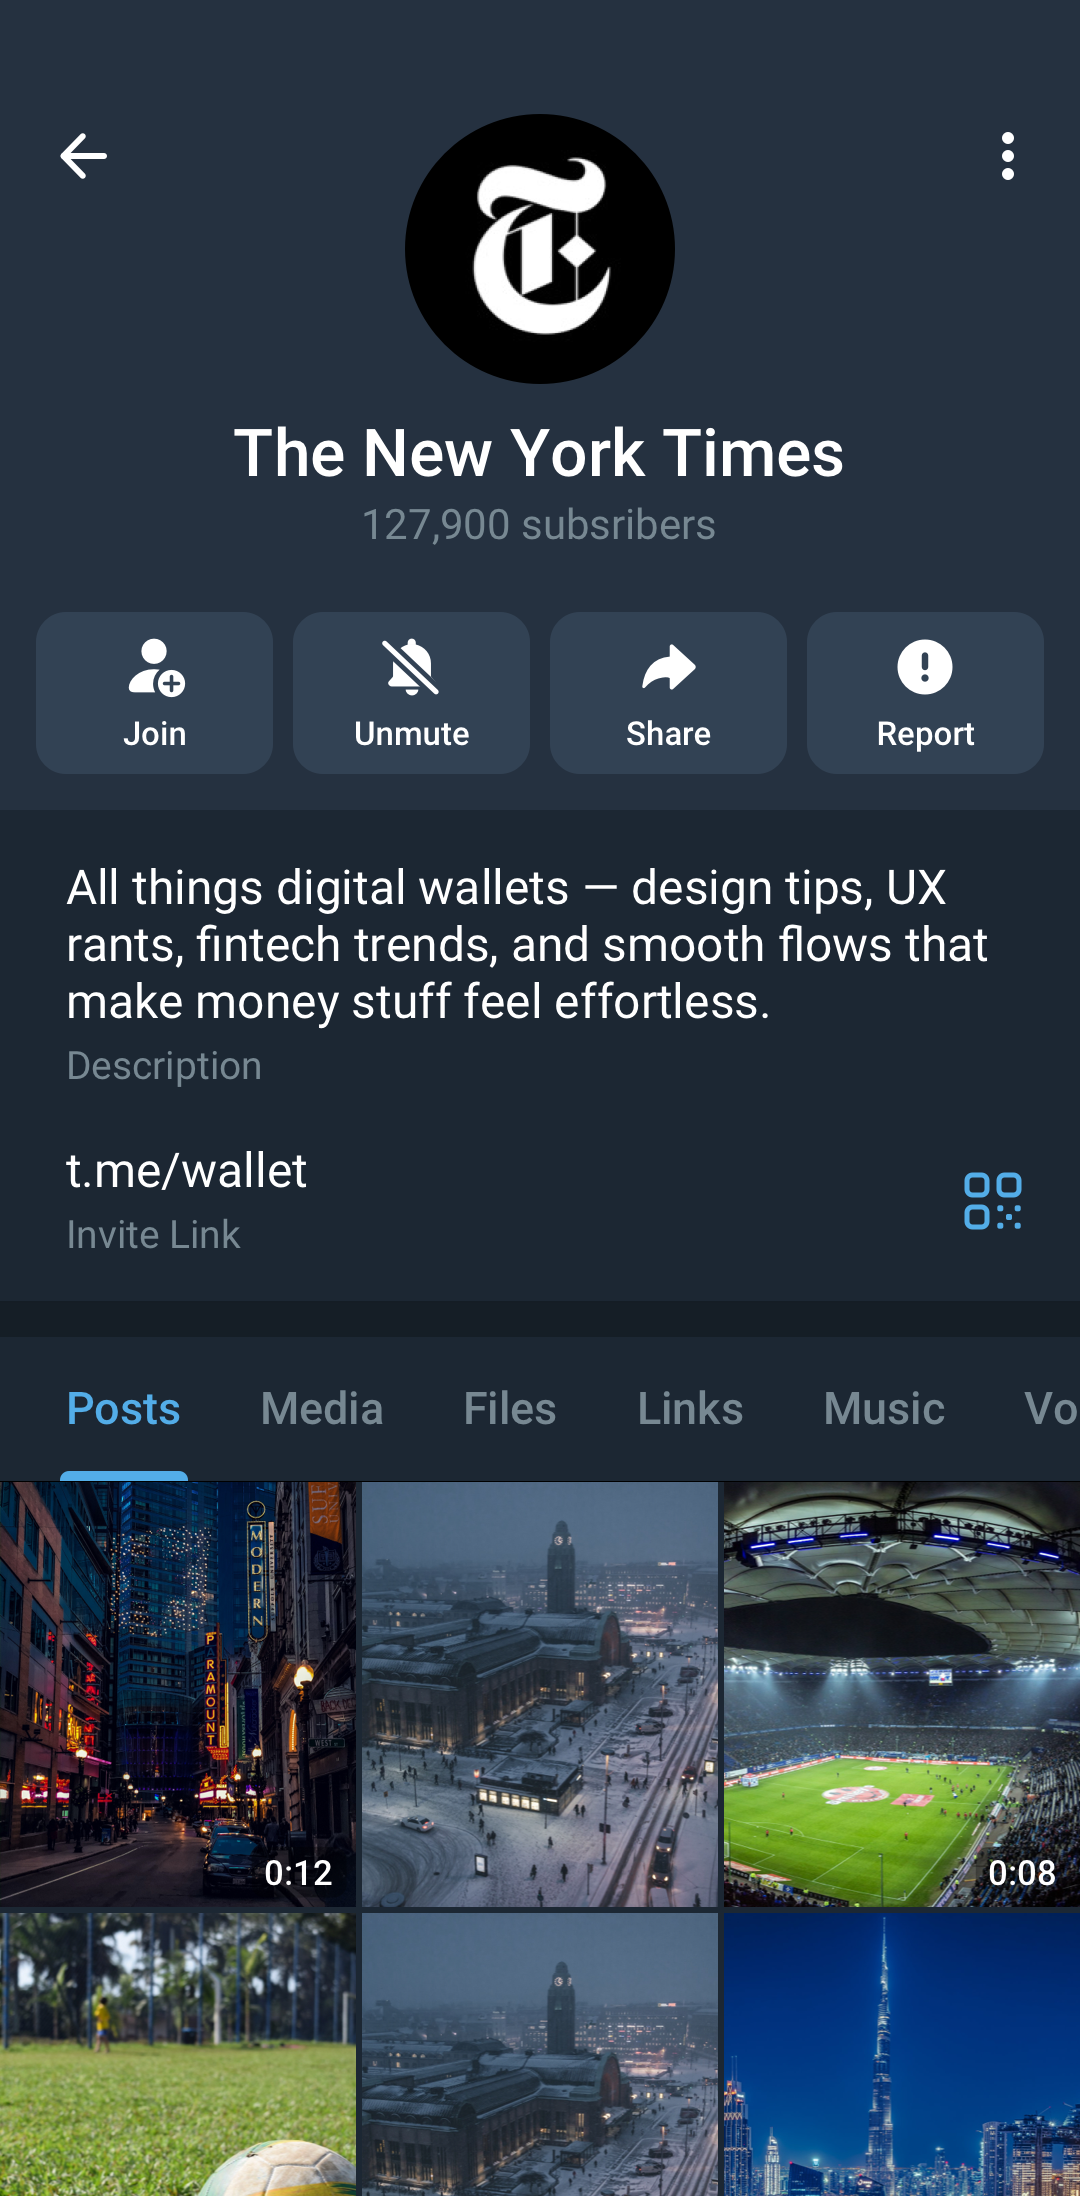 The New York Times
127,900 subsribers
Join
Unmute
Share
Report
All things digital wallets — design tips, UX
rants, fintech trends, and smooth flows that
make money stuff feel effortless.
Description
t.me/wallet
Invite Link
Posts
Media
Files
Links
Music
Vo
SUF
MODERN
PARAMOUNT
WEST
0:12
0:08